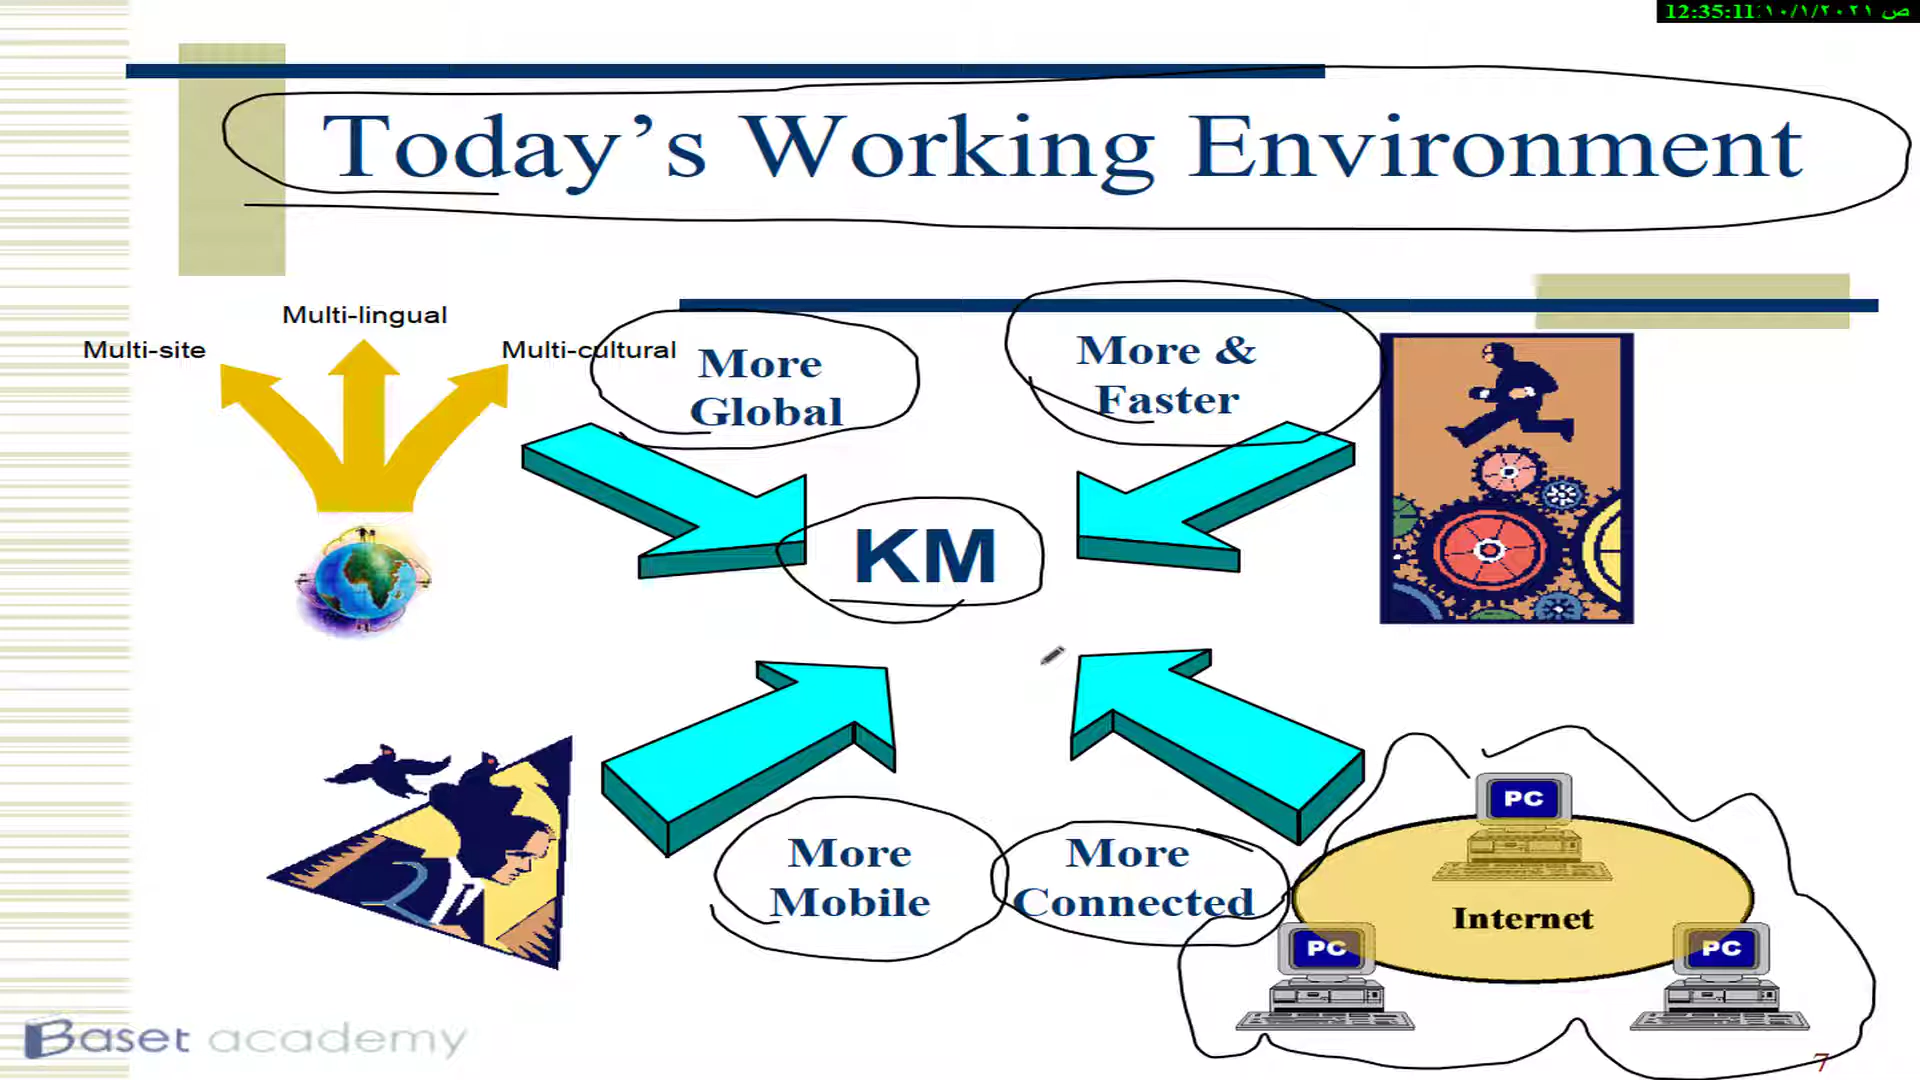 12:35:11 ص ١٠/١/٢٠٢١
Today's Working Environment
Multi-lingual
Multi-site
Multi-cultural
More
Global
More &
Faster
KM
More
Mobile
More
Connected
PC
Internet
PC
PC
Baset academy
7